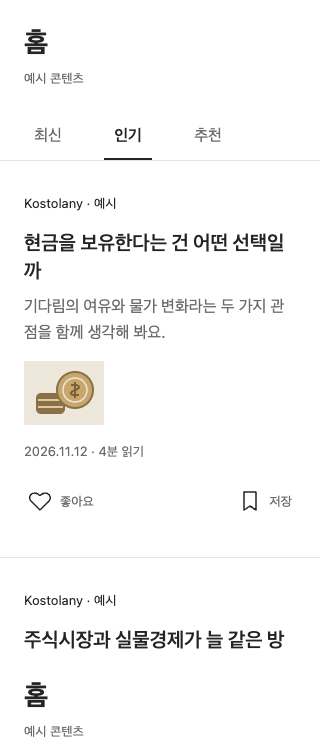 홈
예시 콘텐츠
최신 인기 추천
Kostolany · 예시
현금을 보유한다는 건 어떤 선택일
까
기다림의 여유와 물가 변화라는 두 가지 관
점을 함께 생각해 봐요.
2026.11.12 · 4분 읽기
좋아요 저장
Kostolany · 예시
주식시장과 실물경제가 늘 같은 방
홈
예시 콘텐츠